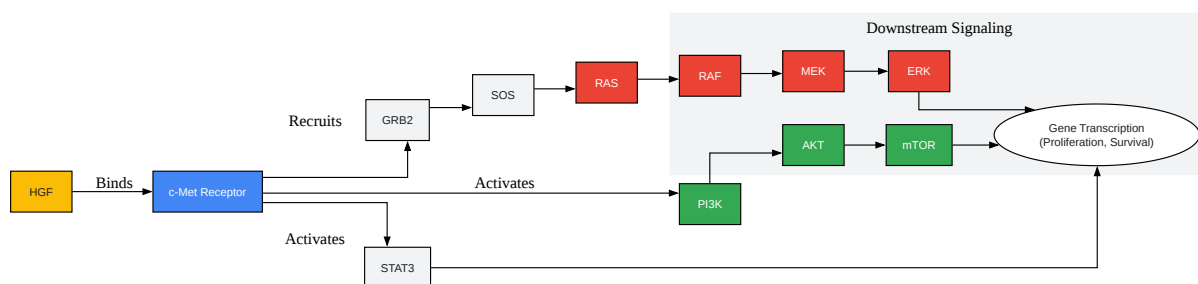 Downstream Signaling
RAS
RAF
MEK
ERK
SOS
Recruits
GRB2
Gene Transcription
(Proliferation, Survival)
AKT
mTOR
HGF
Binds
c-Met Receptor
Activates
PI3K
Activates
STAT3